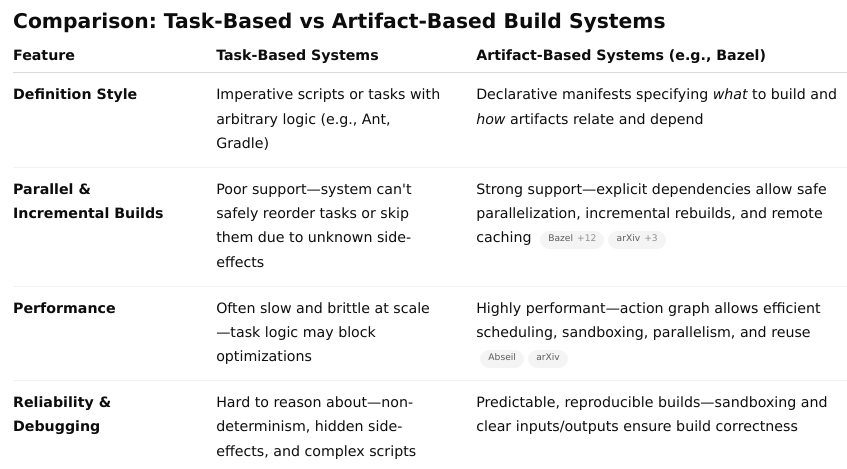 Comparison: Task-Based vs Artifact-Based Build Systems
Feature Task-Based Systems Artifact-Based Systems (e.g., Bazel)
Definition Style
Imperative scripts or tasks with
arbitrary logic (e.g., Ant,
Gradle)
Declarative manifests specifying what to build and
how artifacts relate and depend
Parallel &
Incremental Builds
Poor support—system can't
safely reorder tasks or skip
them due to unknown side-
effects
Strong support—explicit dependencies allow safe
parallelization, incremental rebuilds, and remote
caching Bazel +12 arXiv +3
Performance
Often slow and brittle at scale
—task logic may block
optimizations
Highly performant—action graph allows efficient
scheduling, sandboxing, parallelism, and reuse
Abseil arXiv
Reliability &
Debugging
Hard to reason about—non-
determinism, hidden side-
effects, and complex scripts
Predictable, reproducible builds—sandboxing and
clear inputs/outputs ensure build correctness